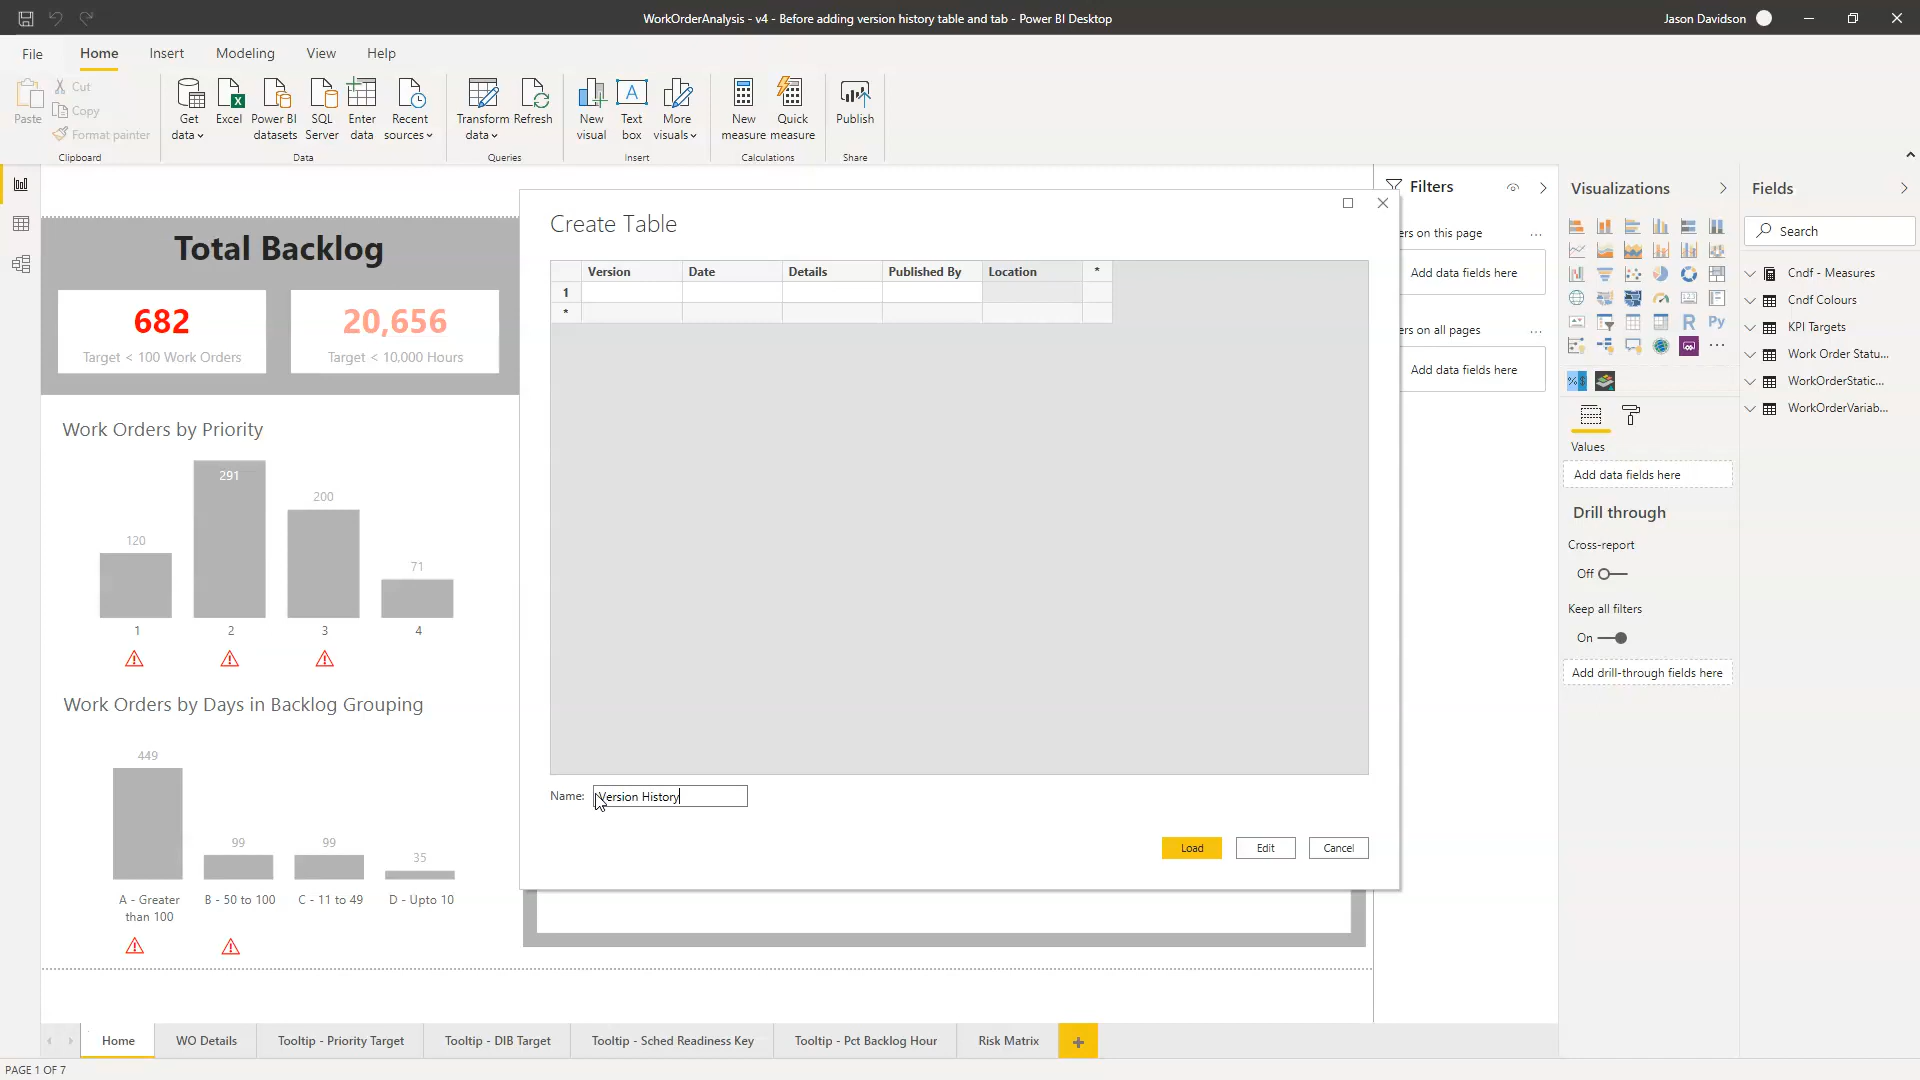 WorkOrderAnalysis - v4 - Before adding version history table and tab - Power BI Desktop
Jason Davidson
File
Home
Insert
Modeling
View
Help
Paste
Cut
Copy
Format painter
Clipboard
Get data
Excel
Power BI datasets
SQL Server
Enter data
Recent sources
Data
Transform data
Refresh
Queries
New visual
Text box
More visuals
Insert
New measure
Quick measure
Calculations
Publish
Share
Total Backlog
682
Target < 100 Work Orders
20,656
Target < 10,000 Hours
Work Orders by Priority
120
291
200
71
1
2
3
4
Work Orders by Days in Backlog Grouping
449
99
99
35
A - Greater than 100
B - 50 to 100
C - 11 to 49
D - Upto 10
Create Table
Version
Date
Details
Published By
Location
*
1
*
Name:
Version History
Load
Edit
Cancel
Filters
ers on this page
...
Add data fields here
ers on all pages
...
Add data fields here
Visualizations
R
Py
...
Values
Add data fields here
Drill through
Cross-report
Off
Keep all filters
On
Add drill-through fields here
Fields
Search
Cndf - Measures
Cndf Colours
KPI Targets
Work Order Statu...
WorkOrderStatic...
WorkOrderVariab...
Home
WO Details
Tooltip - Priority Target
Tooltip - DIB Target
Tooltip - Sched Readiness Key
Tooltip - Pct Backlog Hour
Risk Matrix
+
PAGE 1 OF 7